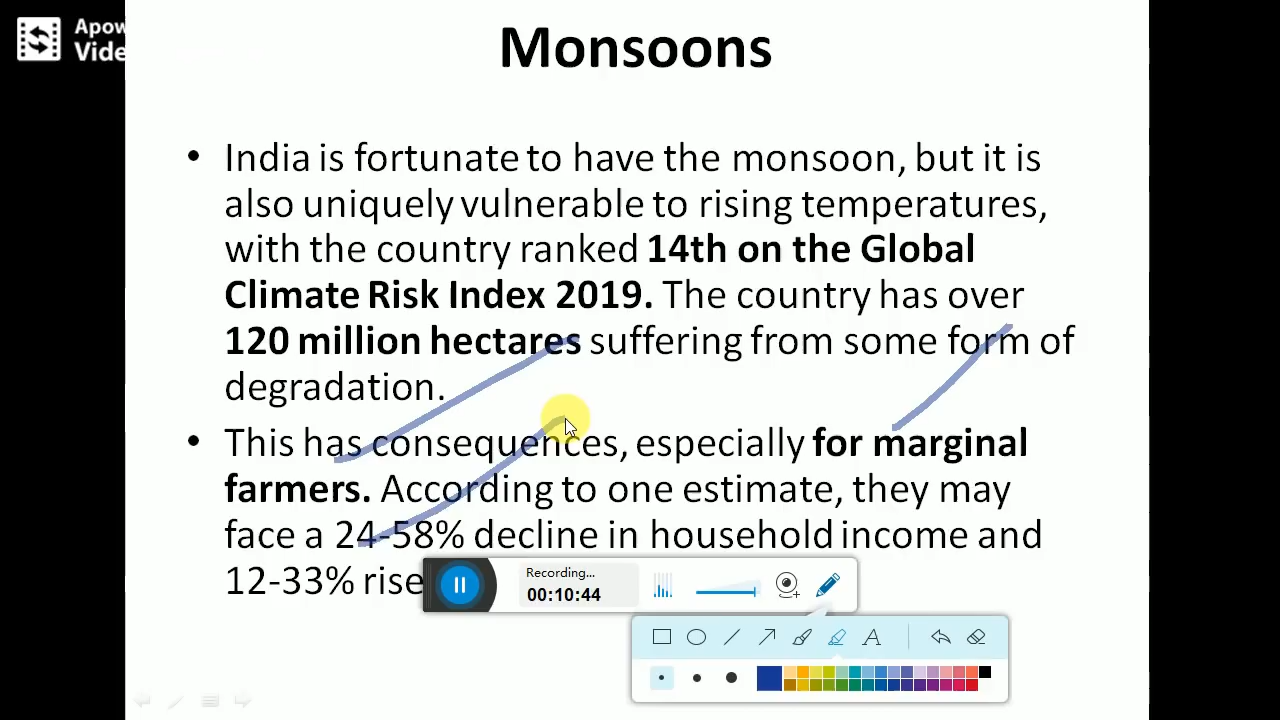 Apow
Vide
Monsoons
• India is fortunate to have the monsoon, but it is
also uniquely vulnerable to rising temperatures,
with the country ranked 14th on the Global
Climate Risk Index 2019. The country has over
120 million hectares suffering from some form of
degradation.
• This has consequences, especially for marginal
farmers. According to one estimate, they may
face a 24-58% decline in household income and
12-33% rise
Recording...
00:10:44
A